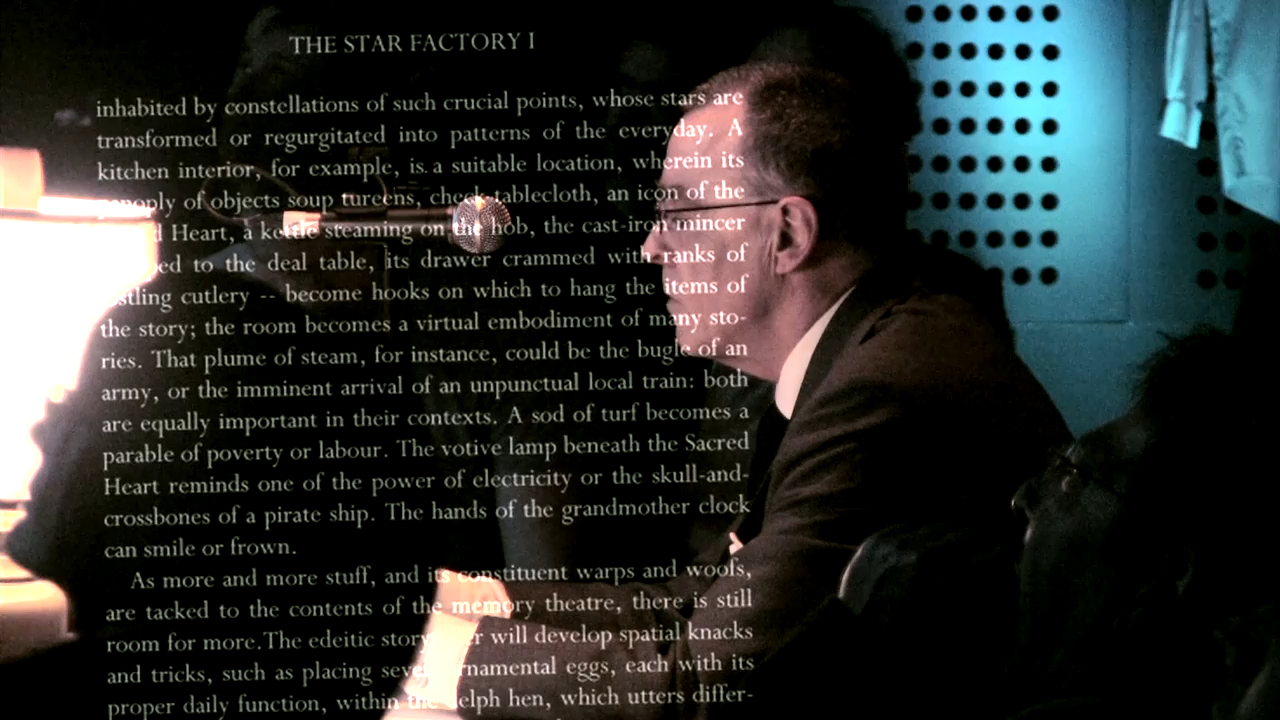 THE STAR FACTORY I
inhabited by constellations of such crucial points, whose stars are
transformed or regurgitated into patterns of the everyday. A
kitchen interior, for example, is a suitable location, wherein its
of objects soup tureens, check tablecloth, an icon of the
Heart, a kettle steaming on the hob, the cast-iron mincer
to the deal table, its drawer crammed with ranks of
cutlery -- become hooks on which to hang the items of
the story; the room becomes a virtual embodiment of many sto-
ries. That plume of steam, for instance, could be the bugle of an
army, or the imminent arrival of an unpunctual local train: both
are equally important in their contexts. A sod of turf becomes a
parable of poverty or labour. The votive lamp beneath the Sacred
Heart reminds one of the power of electricity or the skull-and-
crossbones of a pirate ship. The hands of the grandmother clock
can smile or frown.
As more and more stuff, and its constituent warps and woofs,
are tacked to the contents of the memory theatre, there is still
room for more. The edeitic will develop spatial knacks
and tricks, such as placing ornamental eggs, each with its
proper daily function, within the delph hen, which utters differ-